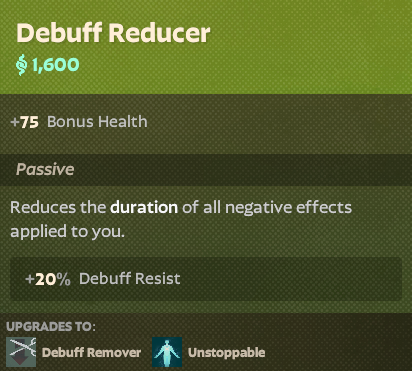 Debuff Reducer
1,600
+75 Bonus Health
Passive
Reduces the duration of all negative effects
applied to you.
+20% Debuff Resist
UPGRADES TO:
Debuff Remover Unstoppable